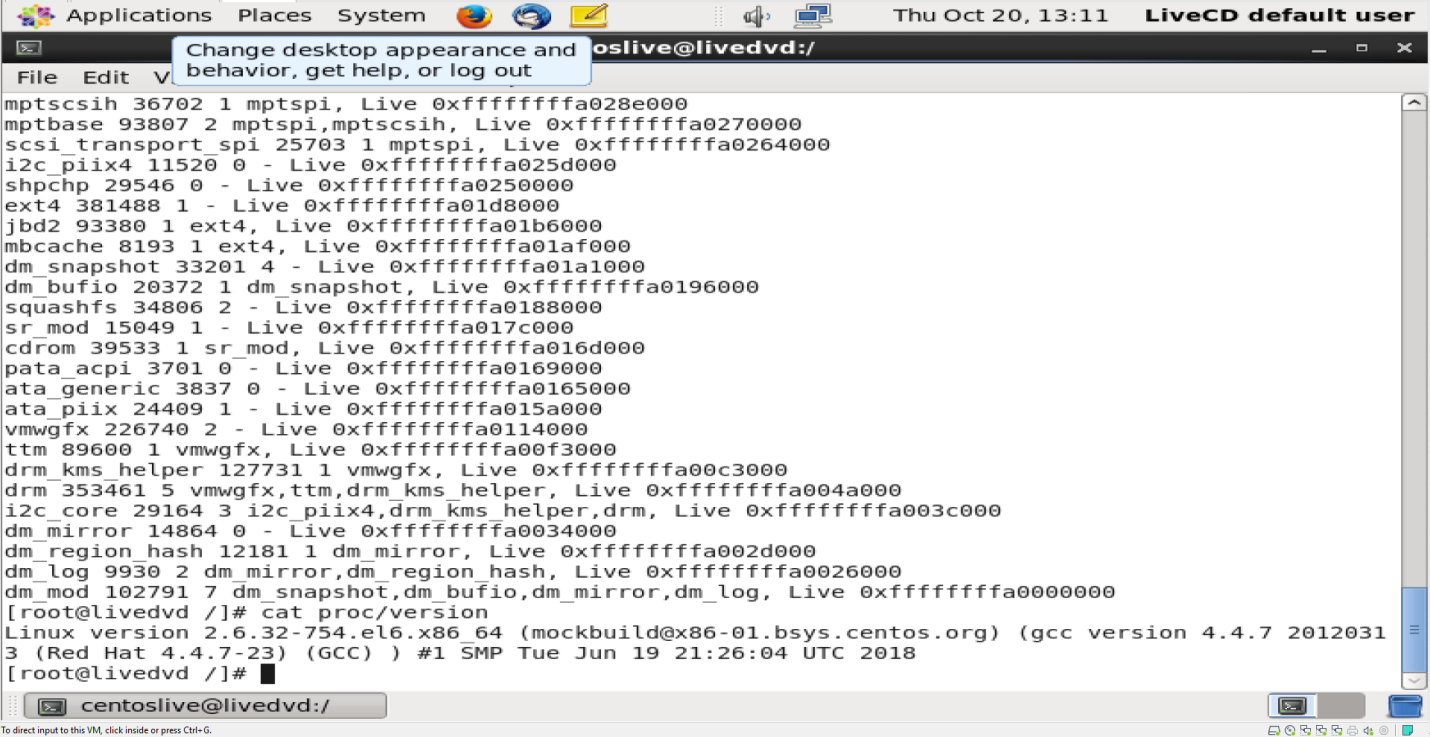 Applications Places System Thu Oct 20, 13:11 LiveCD default user
Change desktop appearance and
behavior, get help, or log out
oslive@livedvd:/
File Edit V
mptscsih 36702 1 mptspi, Live 0xffffffffa028e000
mptbase 93807 2 mptspi,mptscsih, Live 0xffffffffa0270000
scsi_transport_spi 25703 1 mptspi, Live 0xffffffffa0264000
i2c_piix4 11520 0 - Live 0xffffffffa025d000
shpchp 29546 0 - Live 0xffffffffa0250000
ext4 381488 1 - Live 0xffffffffa01d8000
jbd2 93380 1 ext4, Live 0xffffffffa01b6000
mbcache 8193 1 ext4, Live 0xffffffffa01af000
dm_snapshot 33201 4 - Live 0xffffffffa01a1000
dm_bufio 20372 1 dm_snapshot, Live 0xffffffffa0196000
squashfs 34806 2 - Live 0xffffffffa0188000
sr_mod 15049 1 - Live 0xffffffffa017c000
cdrom 39533 1 sr_mod, Live 0xffffffffa016d000
pata_acpi 3701 0 - Live 0xffffffffa0169000
ata_generic 3837 0 - Live 0xffffffffa0165000
ata_piix 24409 1 - Live 0xffffffffa015a000
vmwgfx 226740 2 - Live 0xffffffffa0114000
ttm 89600 1 vmwgfx, Live 0xffffffffa00f3000
drm_kms_helper 127731 1 vmwgfx, Live 0xffffffffa00c3000
drm 353461 5 vmwgfx,ttm,drm_kms_helper, Live 0xffffffffa004a000
i2c_core 29164 3 i2c_piix4,drm_kms_helper,drm, Live 0xffffffffa003c000
dm_mirror 14864 0 - Live 0xffffffffa0034000
dm_region_hash 12181 1 dm_mirror, Live 0xffffffffa002d000
dm_log 9930 2 dm_mirror,dm_region_hash, Live 0xffffffffa0026000
dm_mod 102791 7 dm_snapshot,dm_bufio,dm_mirror,dm_log, Live 0xffffffffa0000000
[root@livedvd /]# cat proc/version
Linux version 2.6.32-754.el6.x86_64 (mockbuild@x86-01.bsys.centos.org) (gcc version 4.4.7 2012031
3 (Red Hat 4.4.7-23) (GCC) ) #1 SMP Tue Jun 19 21:26:04 UTC 2018
[root@livedvd /]#
centoslive@livedvd:/
To direct input to this VM, click inside or press Ctrl+G.